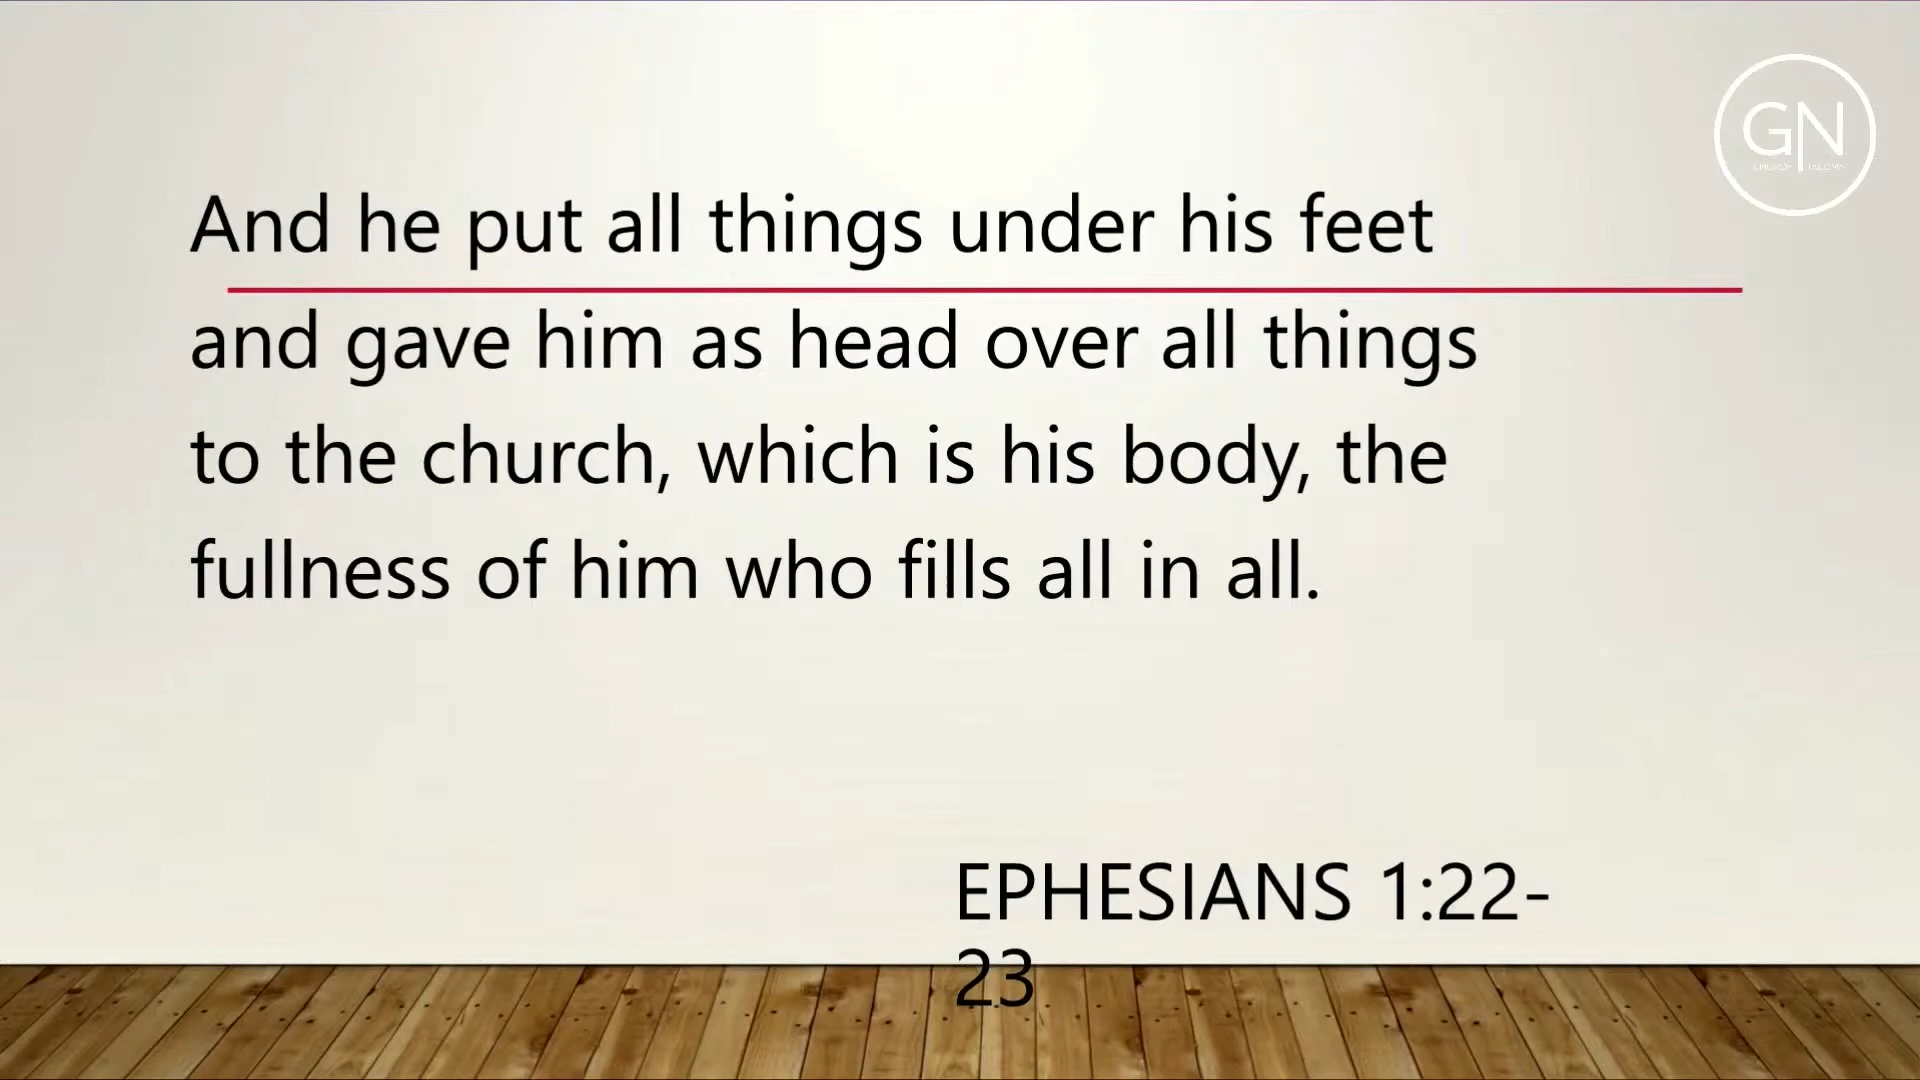 GN
And he put all things under his feet
and gave him as head over all things
to the church, which is his body, the
fullness of him who fills all in all.
EPHESIANS 1:22-
23